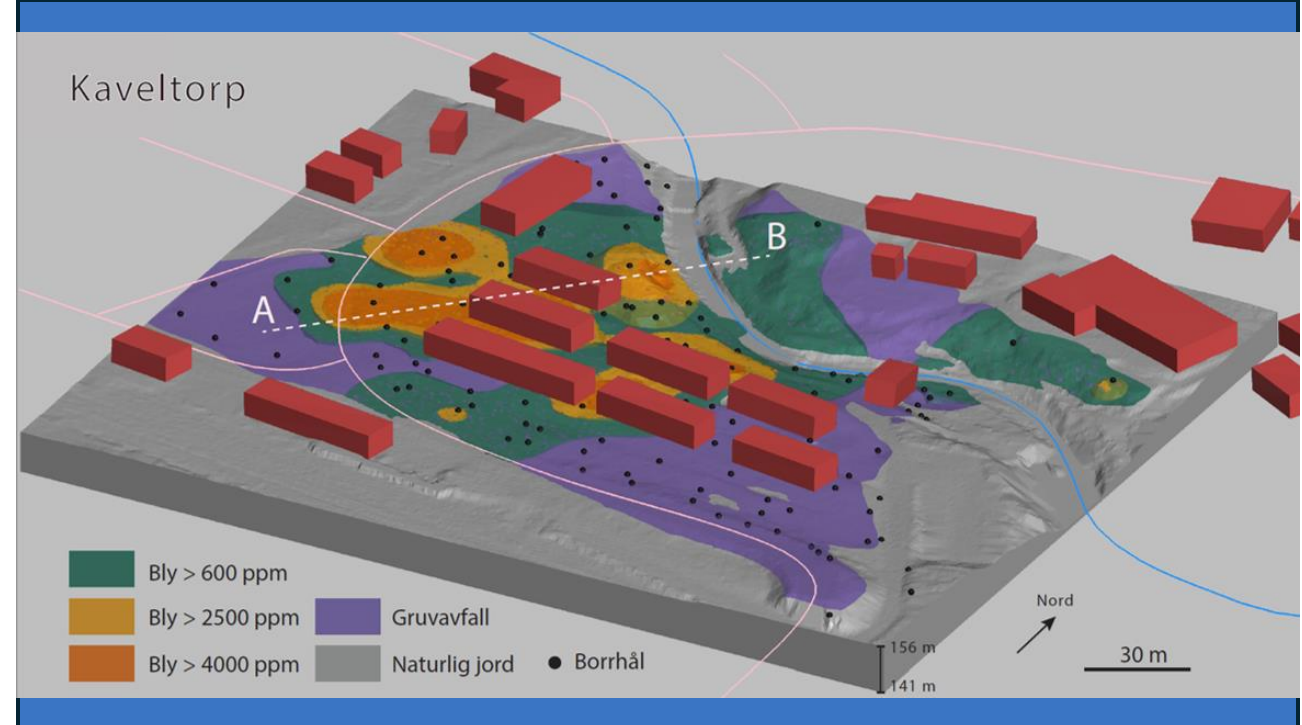 Kaveltorp
B
A
Bly > 600 ppm
Bly > 2500 ppm
Bly > 4000 ppm
Gruvavfall
Naturlig jord
Borrhål
156 m
141 m
Nord
30 m